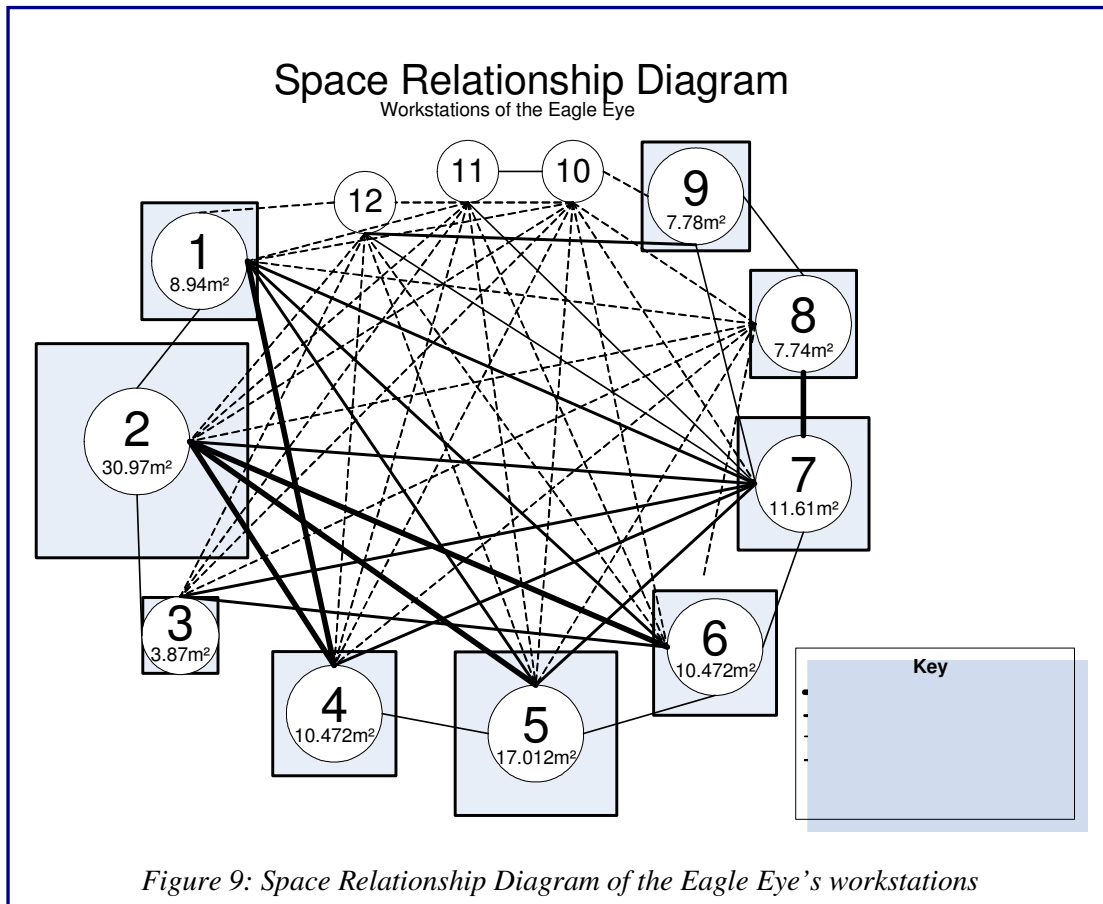 Space Relationship Diagram
Workstations of the Eagle Eye
11
10
9
7.78m²
12
1
8.94m²
8
7.74m²
2
30.97m²
7
11.61m²
3
3.87m²
6
10.472m²
4
10.472m²
5
17.012m²
Key
Figure 9: Space Relationship Diagram of the Eagle Eye's workstations